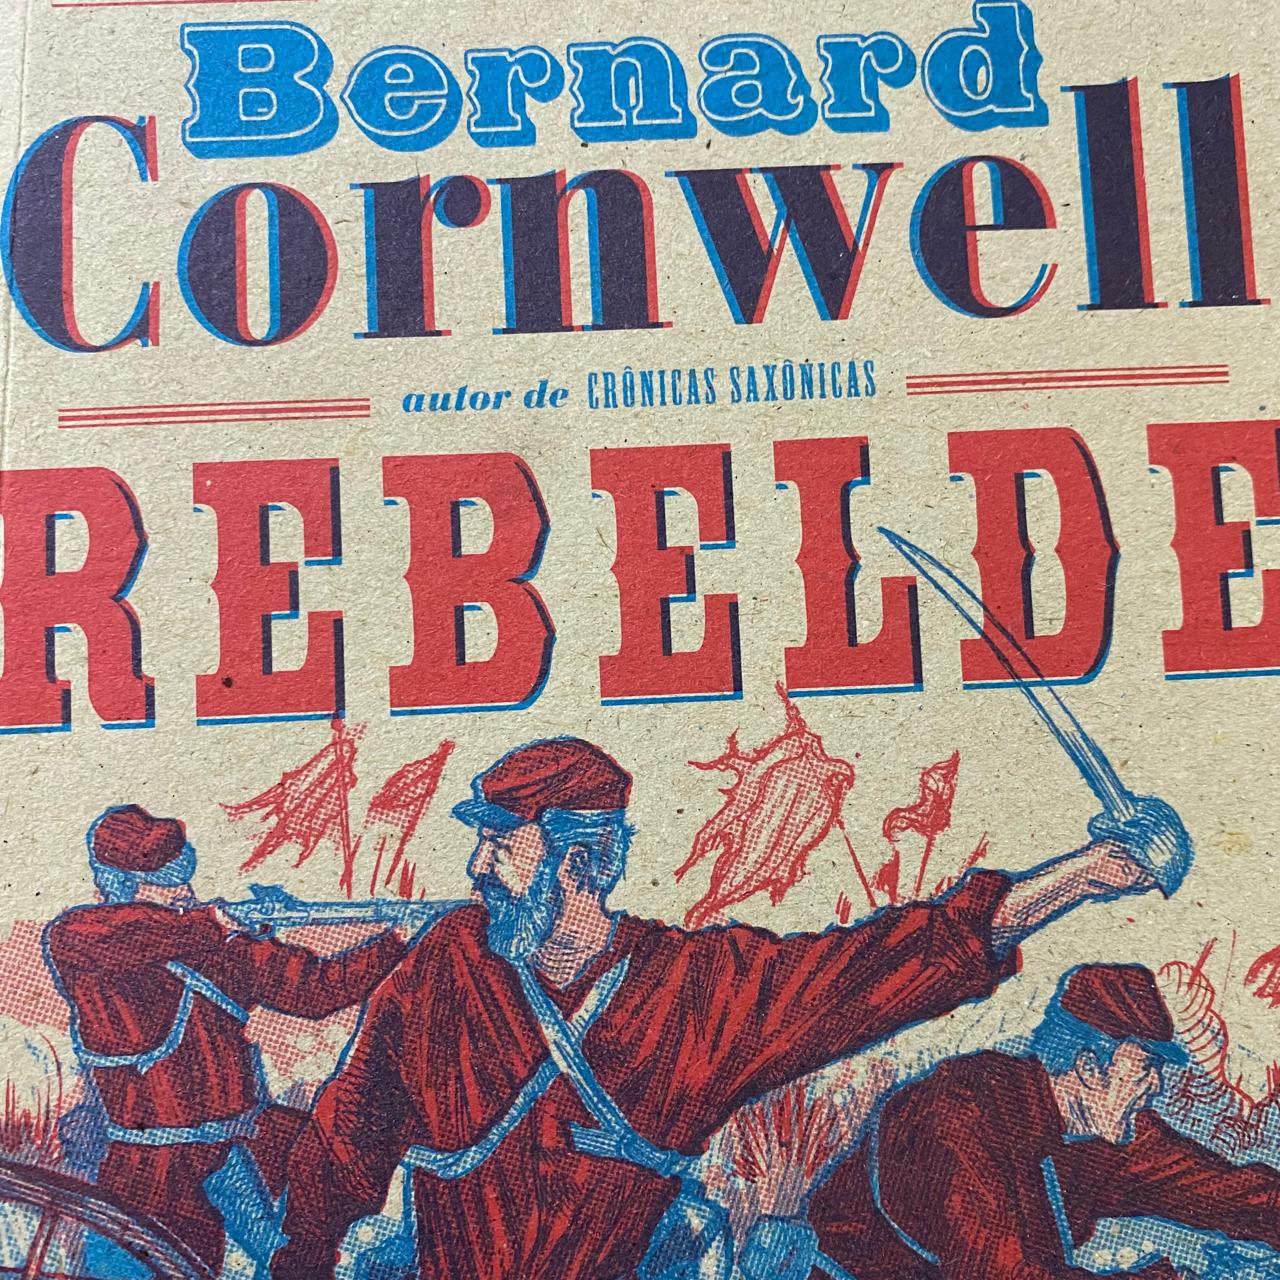 Bernard
Cornwell
autor de CRÔNICAS SAXÔNICAS
REBELDE